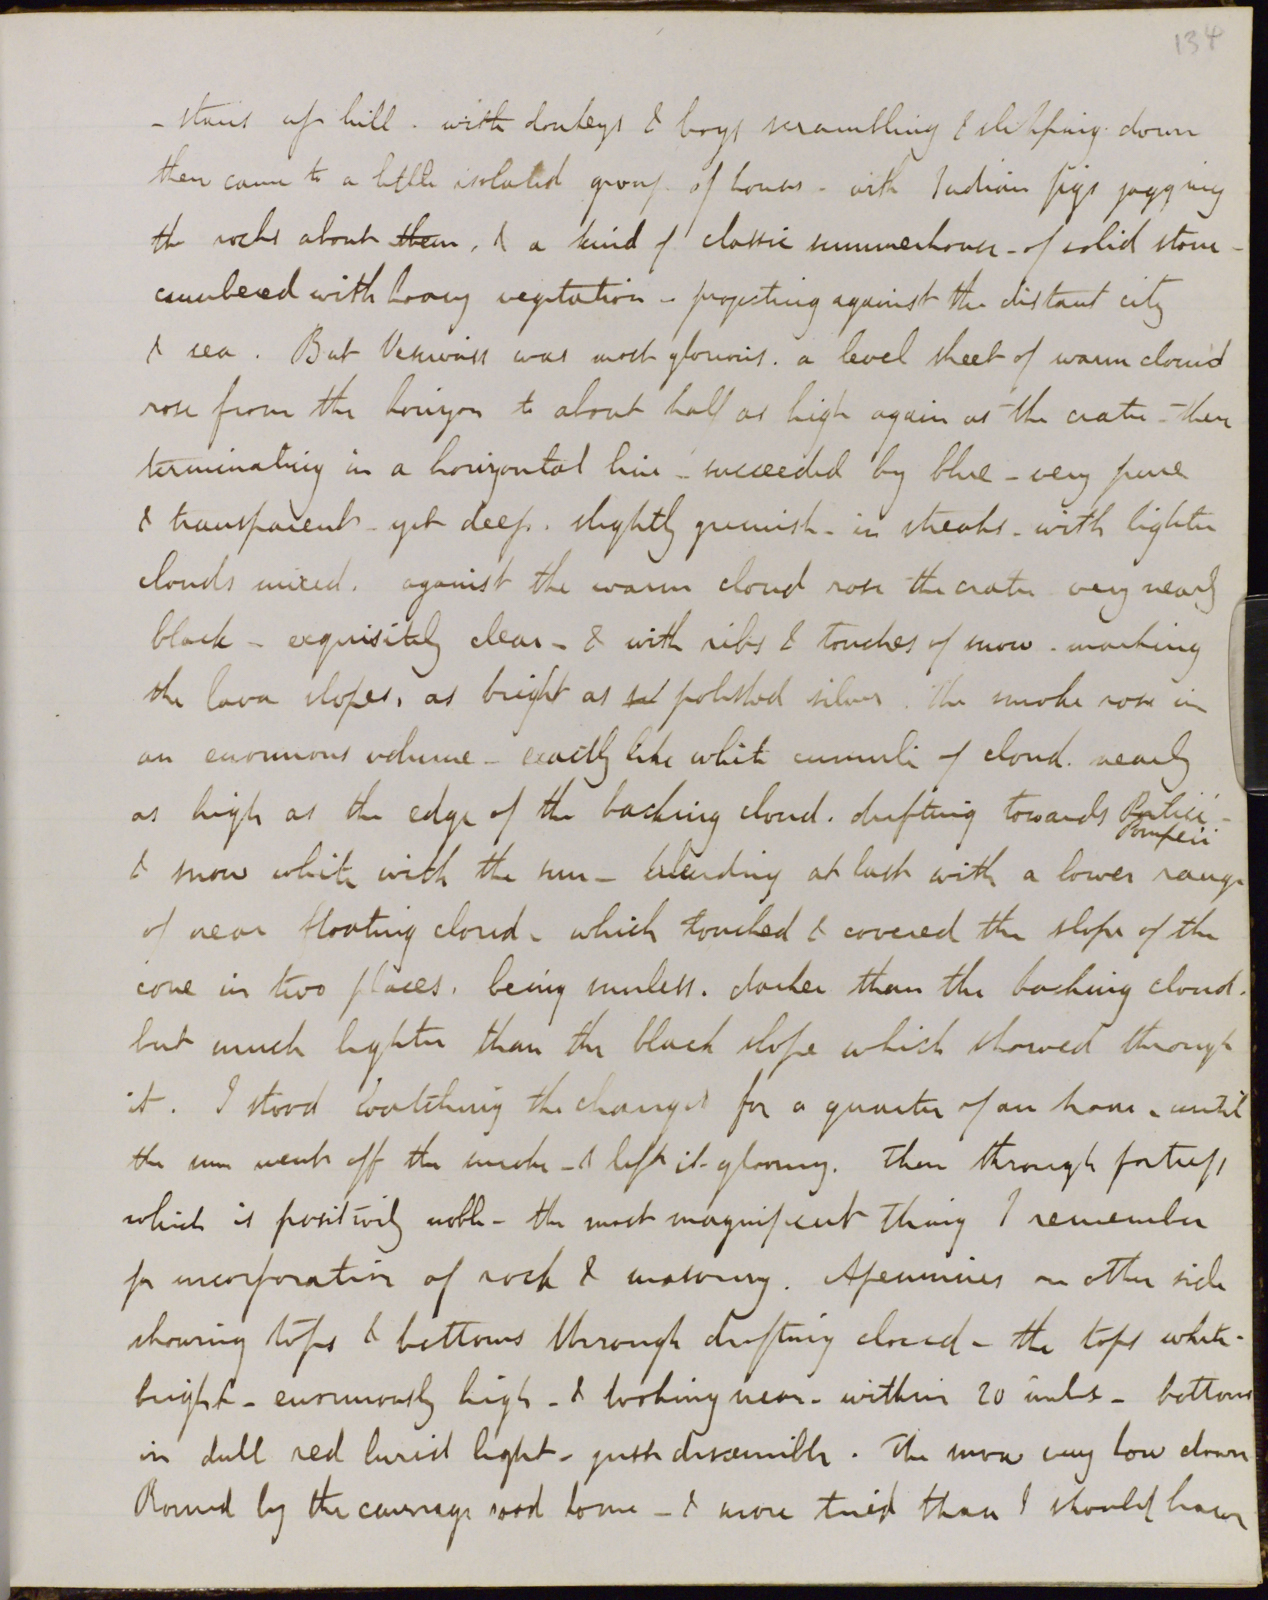 134
- stairs up hill. with donkeys & boys scrambling & slipping down
then came to a little isolated group of houses - with Indian figs jagging
the rocks about them, & a kind of classic summerhouse - of solid stone -
cumbered with heavy vegetation - projecting against the distant city
& sea. But Vesuvius was most glorious. a level sheet of warm cloud
rose from the horizon to about half as high again as the crater - then
terminating in a horizontal line - succeeded by blue - very pure
& transparent - yet deep. slightly greenish - in streaks - with lighter
clouds mixed. against the warm cloud rose the crater very nearly
black - exquisitely clear - & with ribs & touches of snow - marking
the lava slopes, as bright as sil polished silver. The smoke rose in
an enormous volume - exactly like white cumuli of cloud. nearly
as high as the edge of the backing cloud. drifting towards Portici -
Pompeii
& snow white with the sun - blending at last with a lower range
of near floating cloud - which touched & covered the slope of the
cone in two places. being sunless. darker than the backing cloud.
but much lighter than the black slope which showed through
it. I stood watching the changes for a quarter of an hour - until
the sun went off the smoke - & left it gloomy. Then through fortress
which is positively noble - the most magnificent thing I remember
for incorporation of rock & masonry. Apennines on other side
showing tops & bottoms through drifting cloud - the tops white -
bright - enormously high - & looking near - within 20 miles - bottoms
in dull red lurid light - just discernible. The snow very low down
Round by the carriage road home - & more tired than I should have